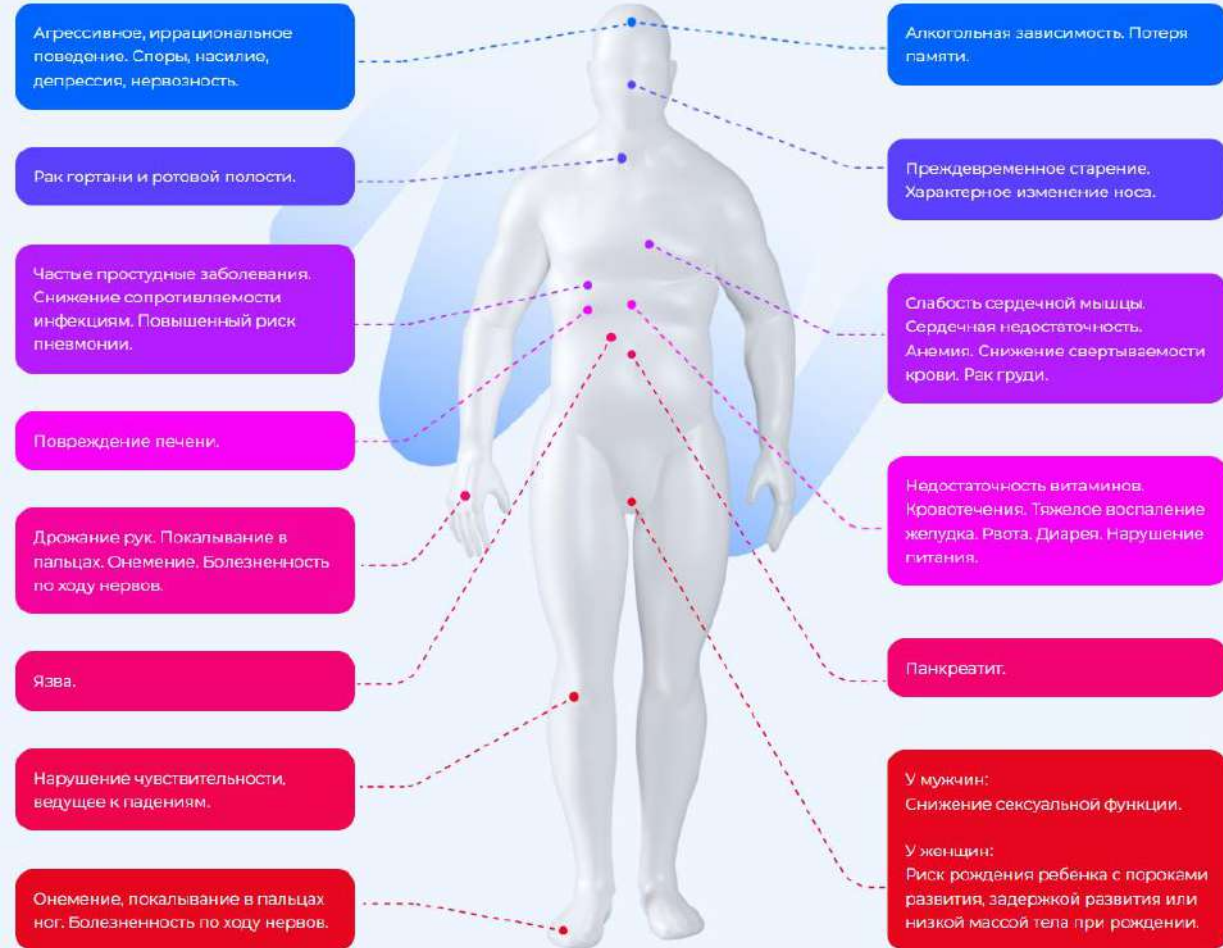 Агрессивное, иррациональное
поведение. Споры, насилие,
депрессия, нервозность.
Рак гортани и ротовой полости.
Частые простудные заболевания.
Снижение сопротивляемости
инфекциям. Повышенный риск
пневмонии.
Повреждение печени.
Дрожание рук. Покалывание в
пальцах. Онемение. Болезненность
по ходу нервов.
Язва.
Нарушение чувствительности,
ведущее к падениям.
Онемение, покалывание в пальцах
ног. Болезненность по ходу нервов.
Алкогольная зависимость. Потеря
памяти.
Преждевременное старение.
Характерное изменение носа.
Слабость сердечной мышцы.
Сердечная недостаточность.
Анемия. Снижение свертываемости
крови. Рак груди.
Недостаточность витаминов.
Кровотечения. Тяжелое воспаление
желудка. Рвота. Диарея. Нарушение
питания.
Панкреатит.
У мужчин:
Снижение сексуальной функции.
У женщин:
Риск рождения ребенка с пороками
развития, задержкой развития или
низкой массой тела при рождении.